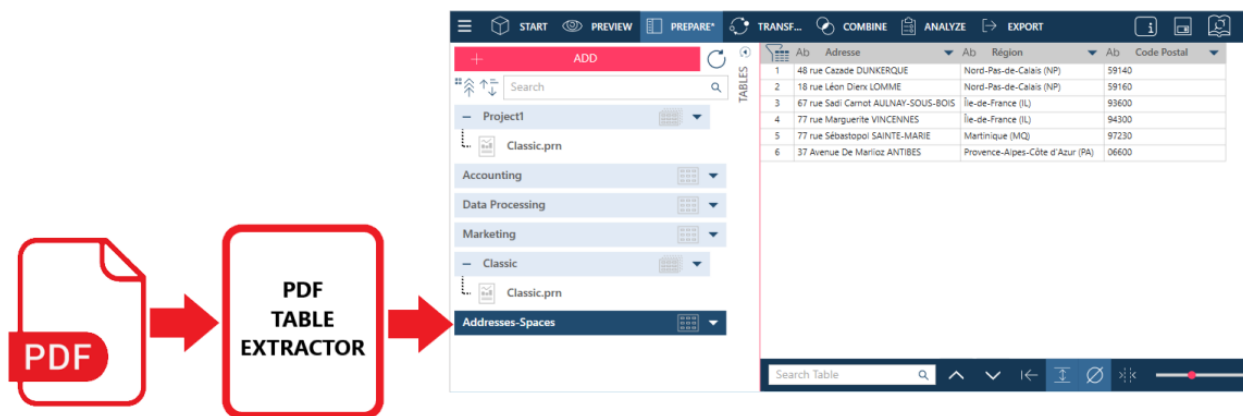 START PREVIEW PREPARE* TRANSF... COMBINE ANALYZE EXPORT
ADD
TABLES
Search
Project1
Classic.prn
Accounting
Data Processing
Marketing
Classic
Classic.prn
Addresses-Spaces
Ab Adresse Ab Région Ab Code Postal
1 48 rue Cazade DUNKERQUE Nord-Pas-de-Calais (NP) 59140
2 18 rue Léon Dierx LOMME Nord-Pas-de-Calais (NP) 59160
3 67 rue Sadi Carnot AULNAY-SOUS-BOIS Île-de-France (IL) 93600
4 77 rue Marguerite VINCENNES Île-de-France (IL) 94300
5 77 rue Sébastopol SAINTE-MARIE Martinique (MQ) 97230
6 37 Avenue De Marlioz ANTIBES Provence-Alpes-Côte d'Azur (PA) 06600
Search Table
PDF
PDF
TABLE
EXTRACTOR